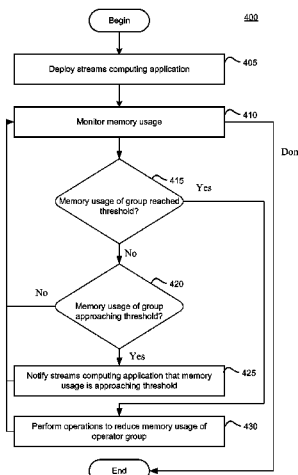 Begin
400
Deploy streams computing application
405
Monitor memory usage
410
Don
Memory usage of group reached
threshold?
415
Yes
No
Memory usage of group
approaching threshold?
420
No
Yes
Notify streams computing application that memory
usage is approaching threshold
425
Perform operations to reduce memory usage of
operator group
430
End